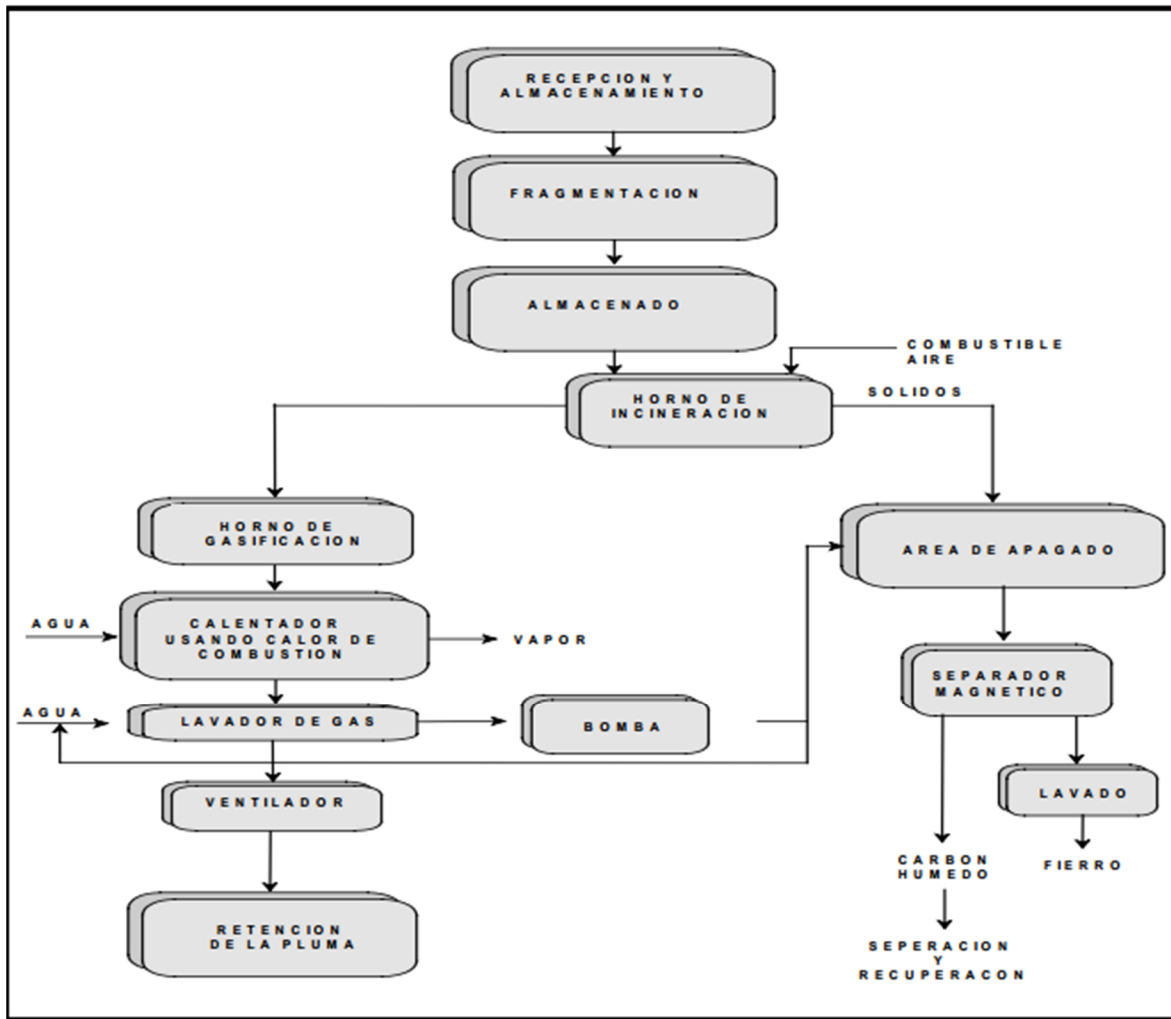 RECEPCION Y
ALMACENAMIENTO
FRAGMENTACION
ALMACENADO
COMBUSTIBLE
AIRE
HORNO DE
INCINERACION
SOLIDOS
HORNO DE
GASIFICACION
AREA DE APAGADO
AGUA
CALENTADOR
USANDO CALOR DE
COMBUSTION
VAPOR
SEPARADOR
MAGNETICO
AGUA
LAVADOR DE GAS
BOMBA
VENTILADOR
LAVADO
CARBON
HUMEDO
FIERRO
RETENCION
DE LA PLUMA
SEPERACION
Y
RECUPERACON